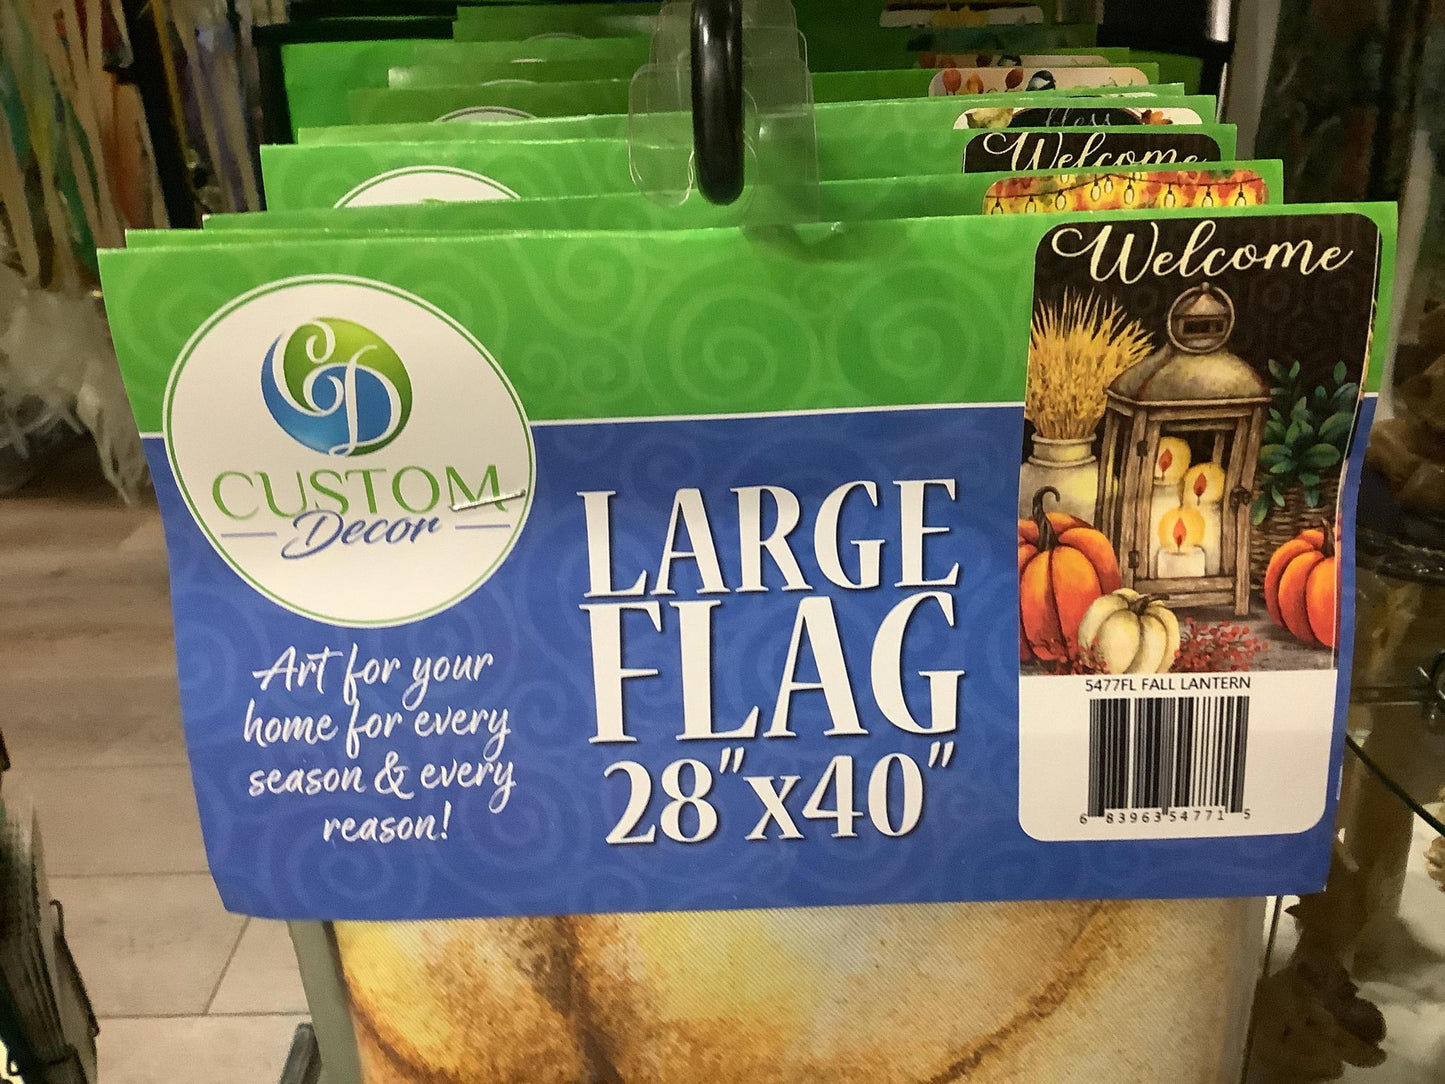 bless
Welcome
Welcome
CD
CUSTOM
Decor
Art for your
home for every
season & every
reason!
LARGE
FLAG
28"x40"
5477FL FALL LANTERN
6 83963 54771 5